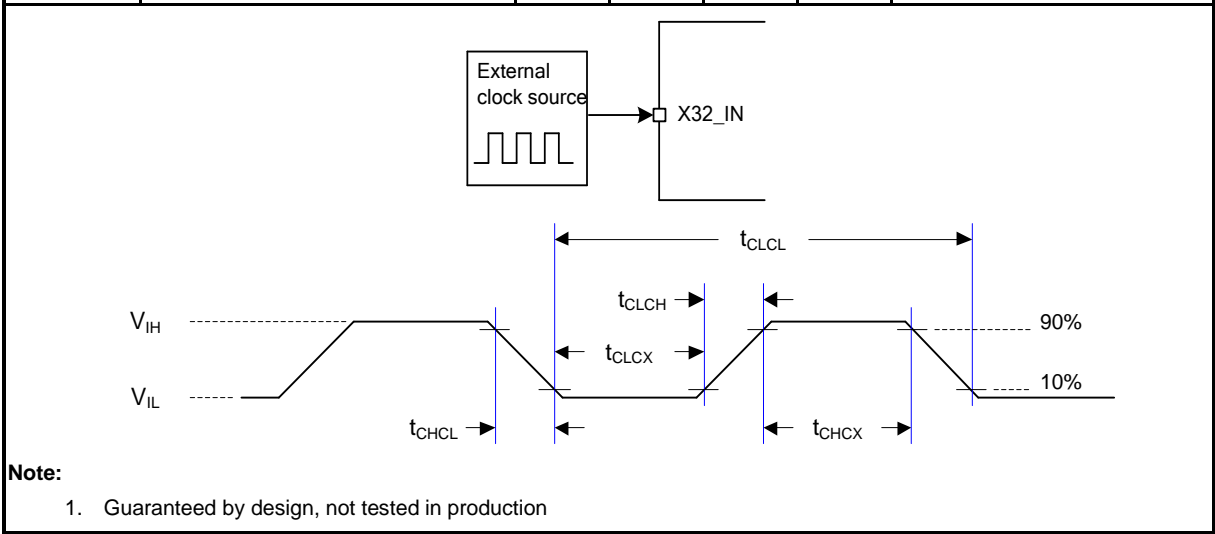 External
clock source
X32_IN
tCLCL
tCLCH
VIH
90%
tCLCX
VIL
10%
tCHCL
tCHCX
Note:
1. Guaranteed by design, not tested in production